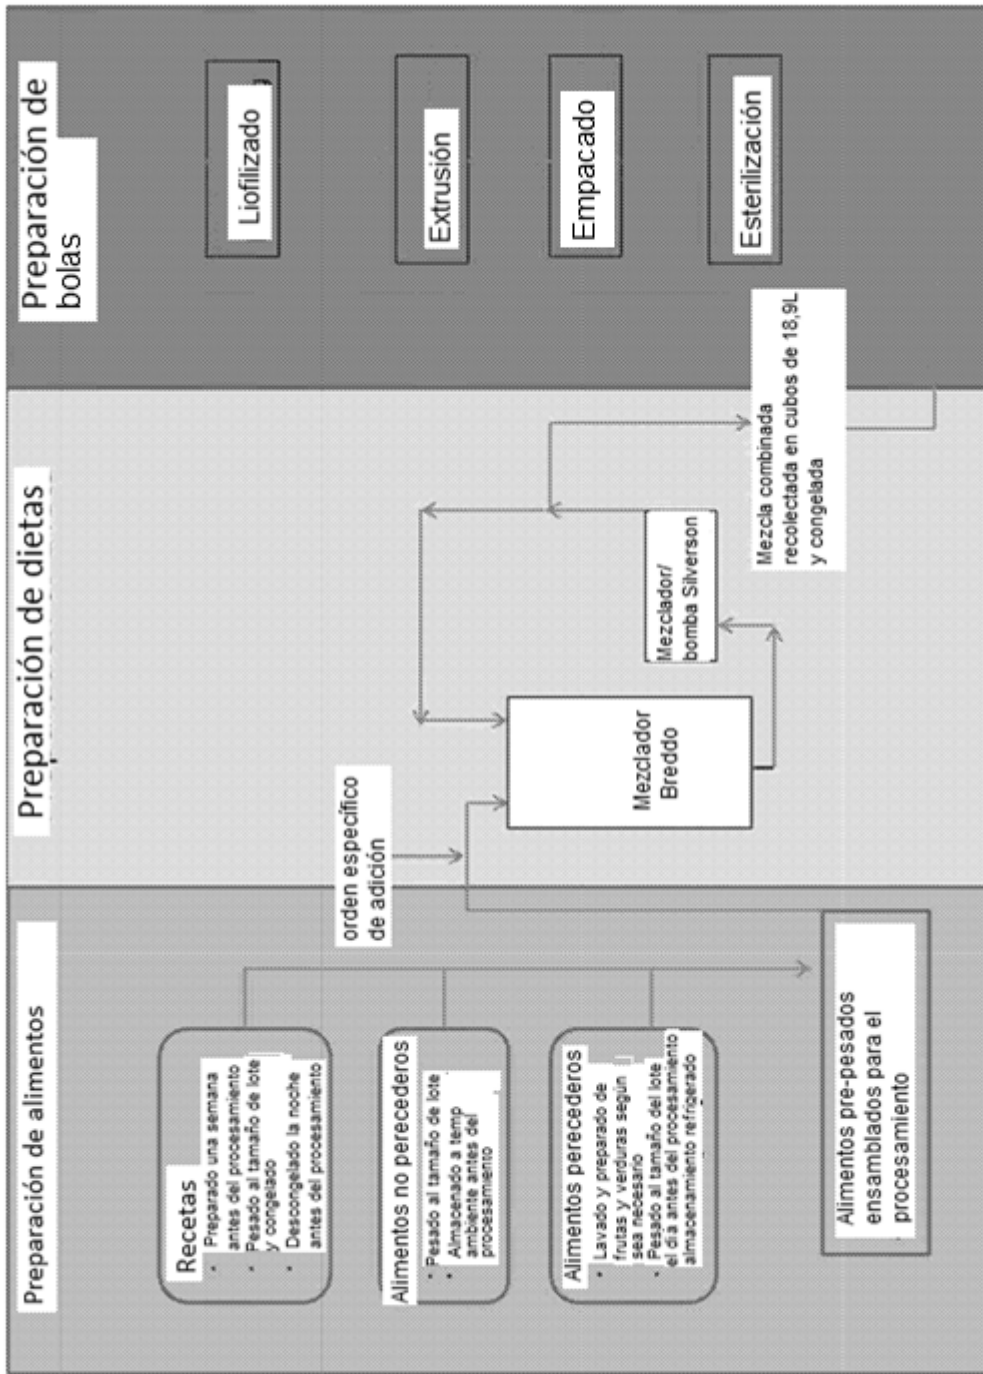 Preparación de alimentos
Recetas
• Preparado una semana
antes del procesamiento
• Pesado al tamaño de lote
y congelado
• Descongelado la noche
antes del procesamiento
Alimentos no perecederos
• Pesado al tamaño de lote
• Almacenado a temp
ambiente antes del
procesamiento
Alimentos perecederos
• Lavado y preparado de
frutas y verduras según
sea necesario
• Pesado al tamaño del lote
el día antes del procesamiento
almacenamiento refrigerado
Alimentos pre-pesados
ensamblados para el
procesamiento
Preparación de dietas
orden específico
de adición
Mezclador
Breddo
Mezclador/
bomba Silverson
Mezcla combinada
recolectada en cubos de 18,9L
y congelada
Preparación de
bolas
Liofilizado
Extrusión
Empacado
Esterilización